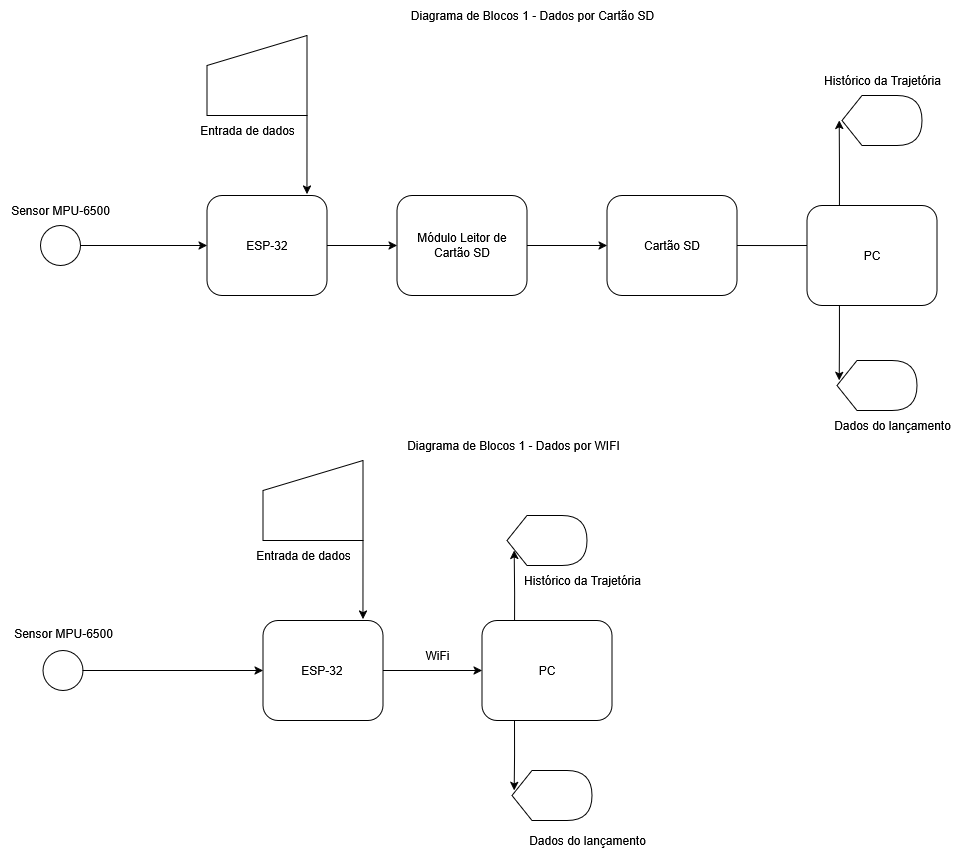 Diagrama de Blocos 1 - Dados por Cartão SD
Histórico da Trajetória
Entrada de dados
Sensor MPU-6500
ESP-32
Módulo Leitor de
Cartão SD
Cartão SD
PC
Dados do lançamento
Diagrama de Blocos 1 - Dados por WIFI
Entrada de dados
Histórico da Trajetória
Sensor MPU-6500
ESP-32
WiFi
PC
Dados do lançamento